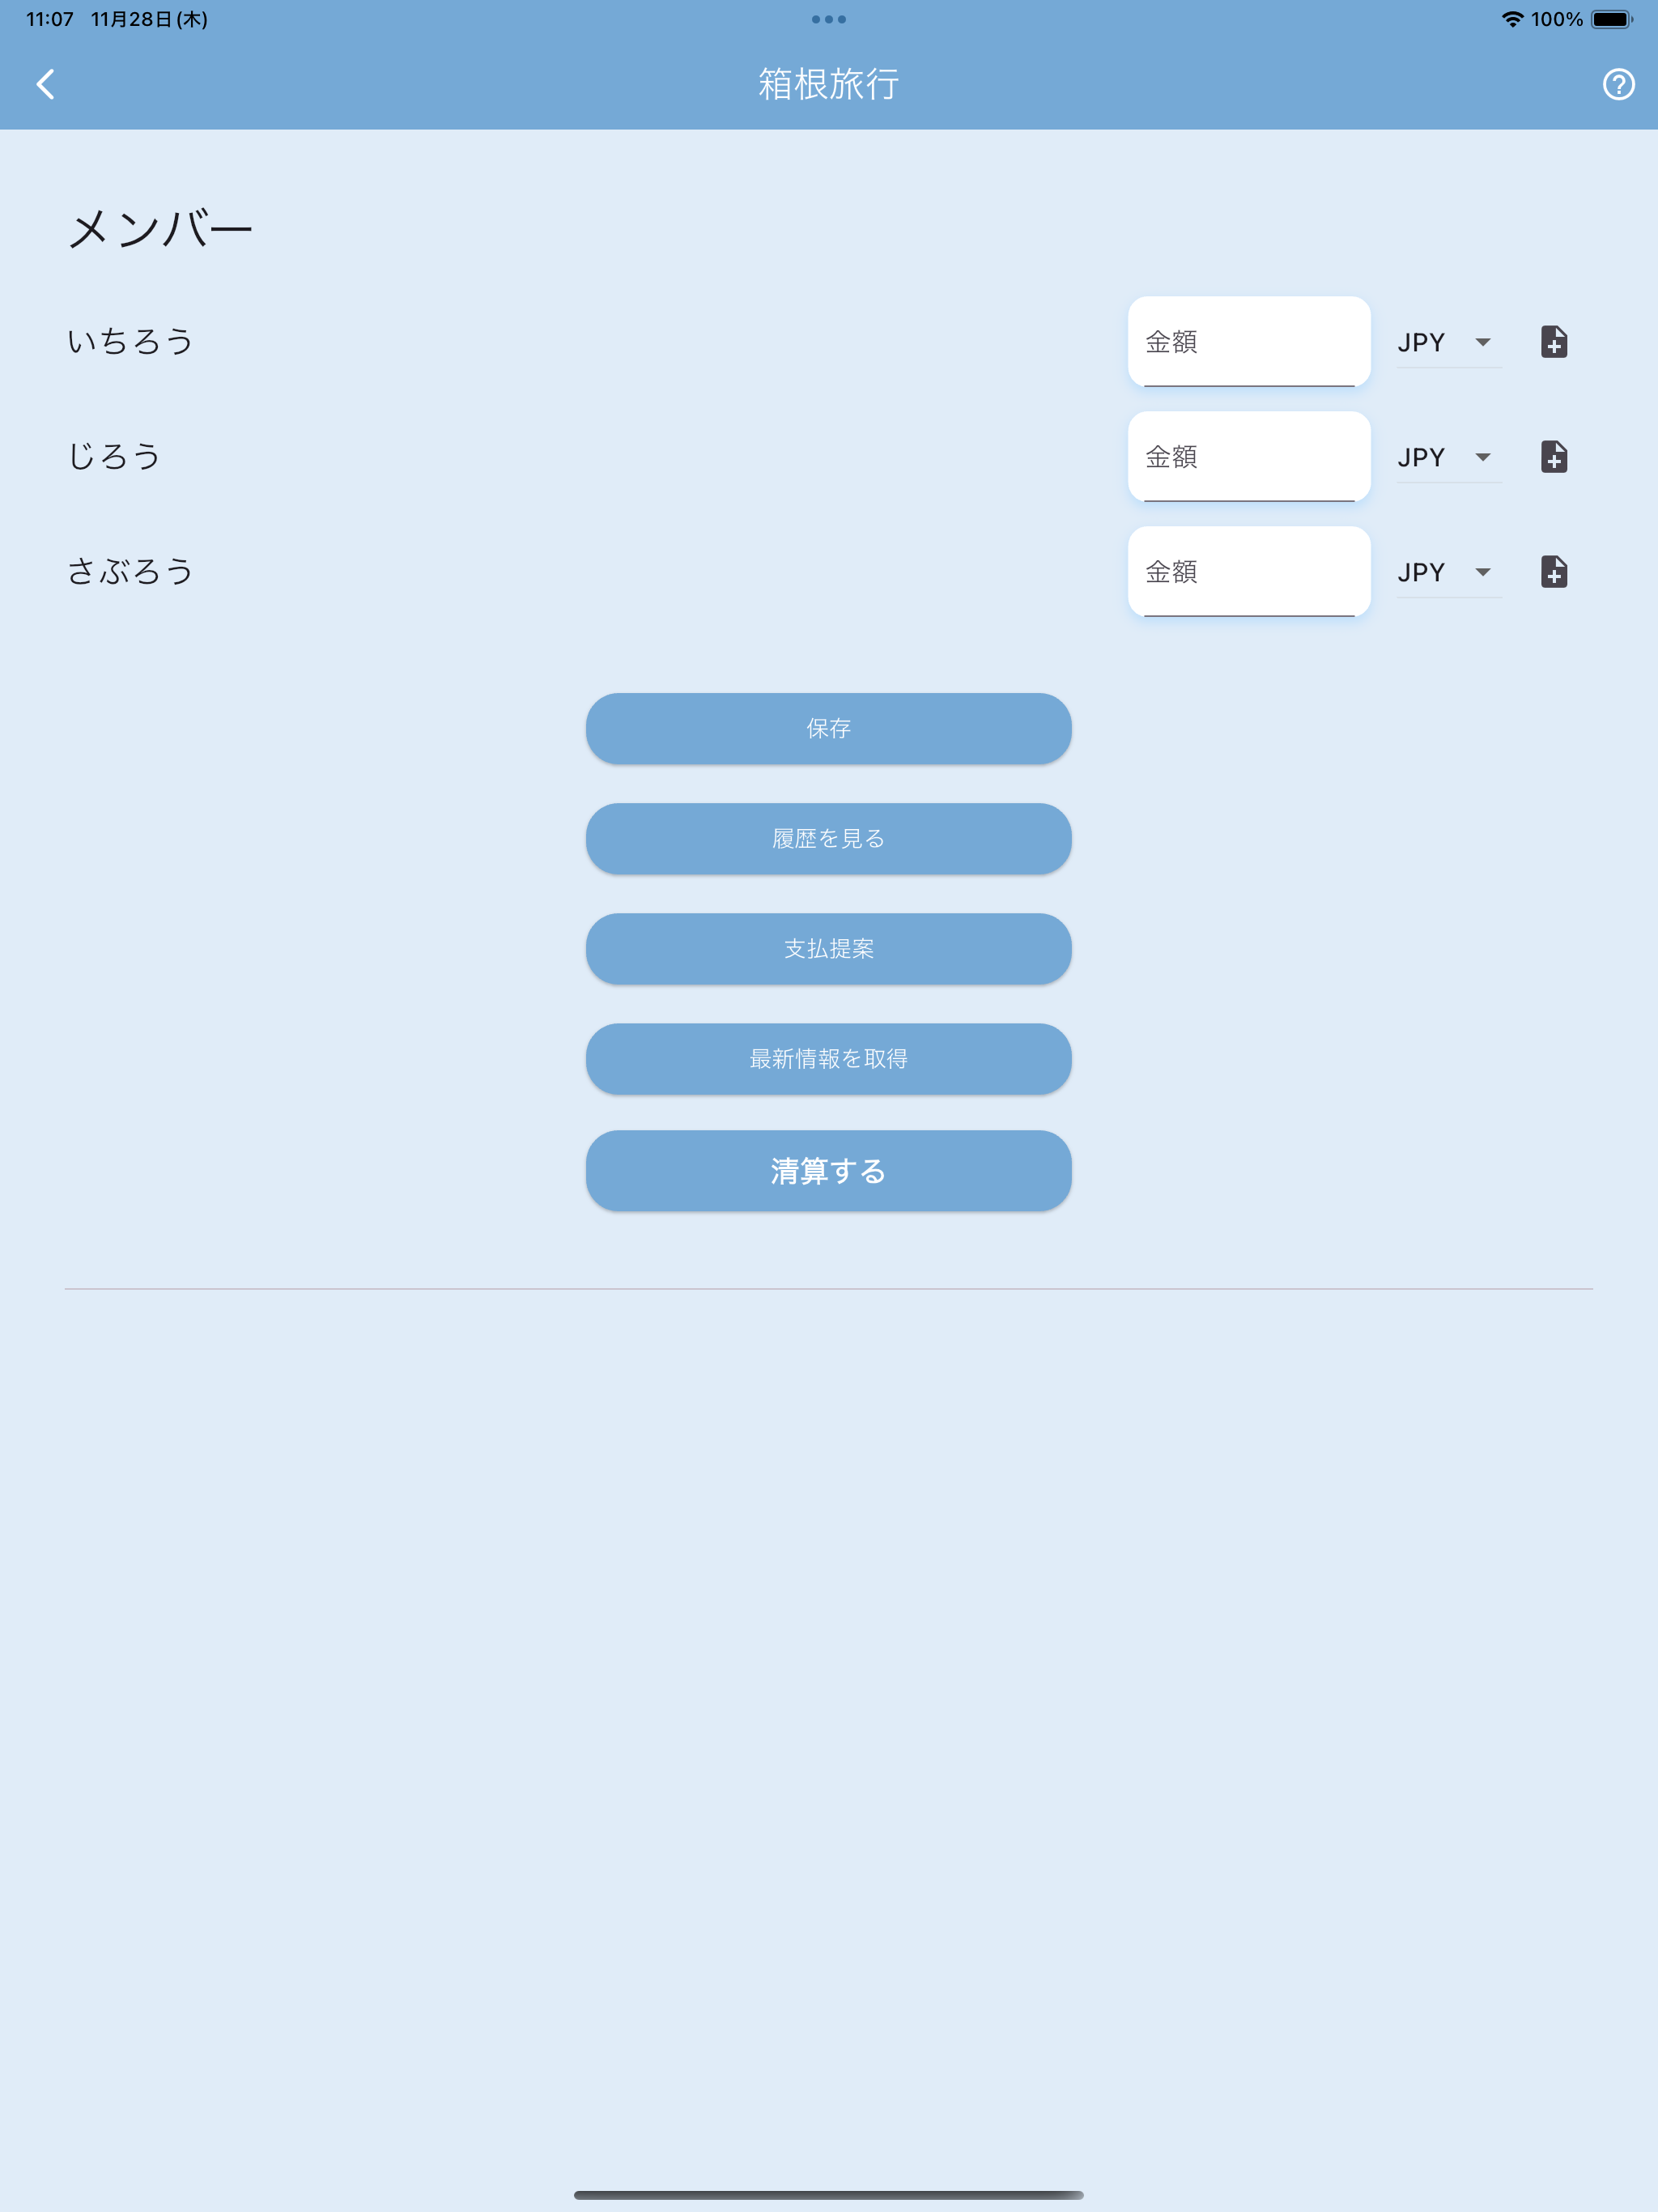 11:07 11月28日(木) 100%
箱根旅行
メンバー
いちろう 金額 JPY
じろう 金額 JPY
さぶろう 金額 JPY
保存
履歴を見る
支払提案
最新情報を取得
清算する